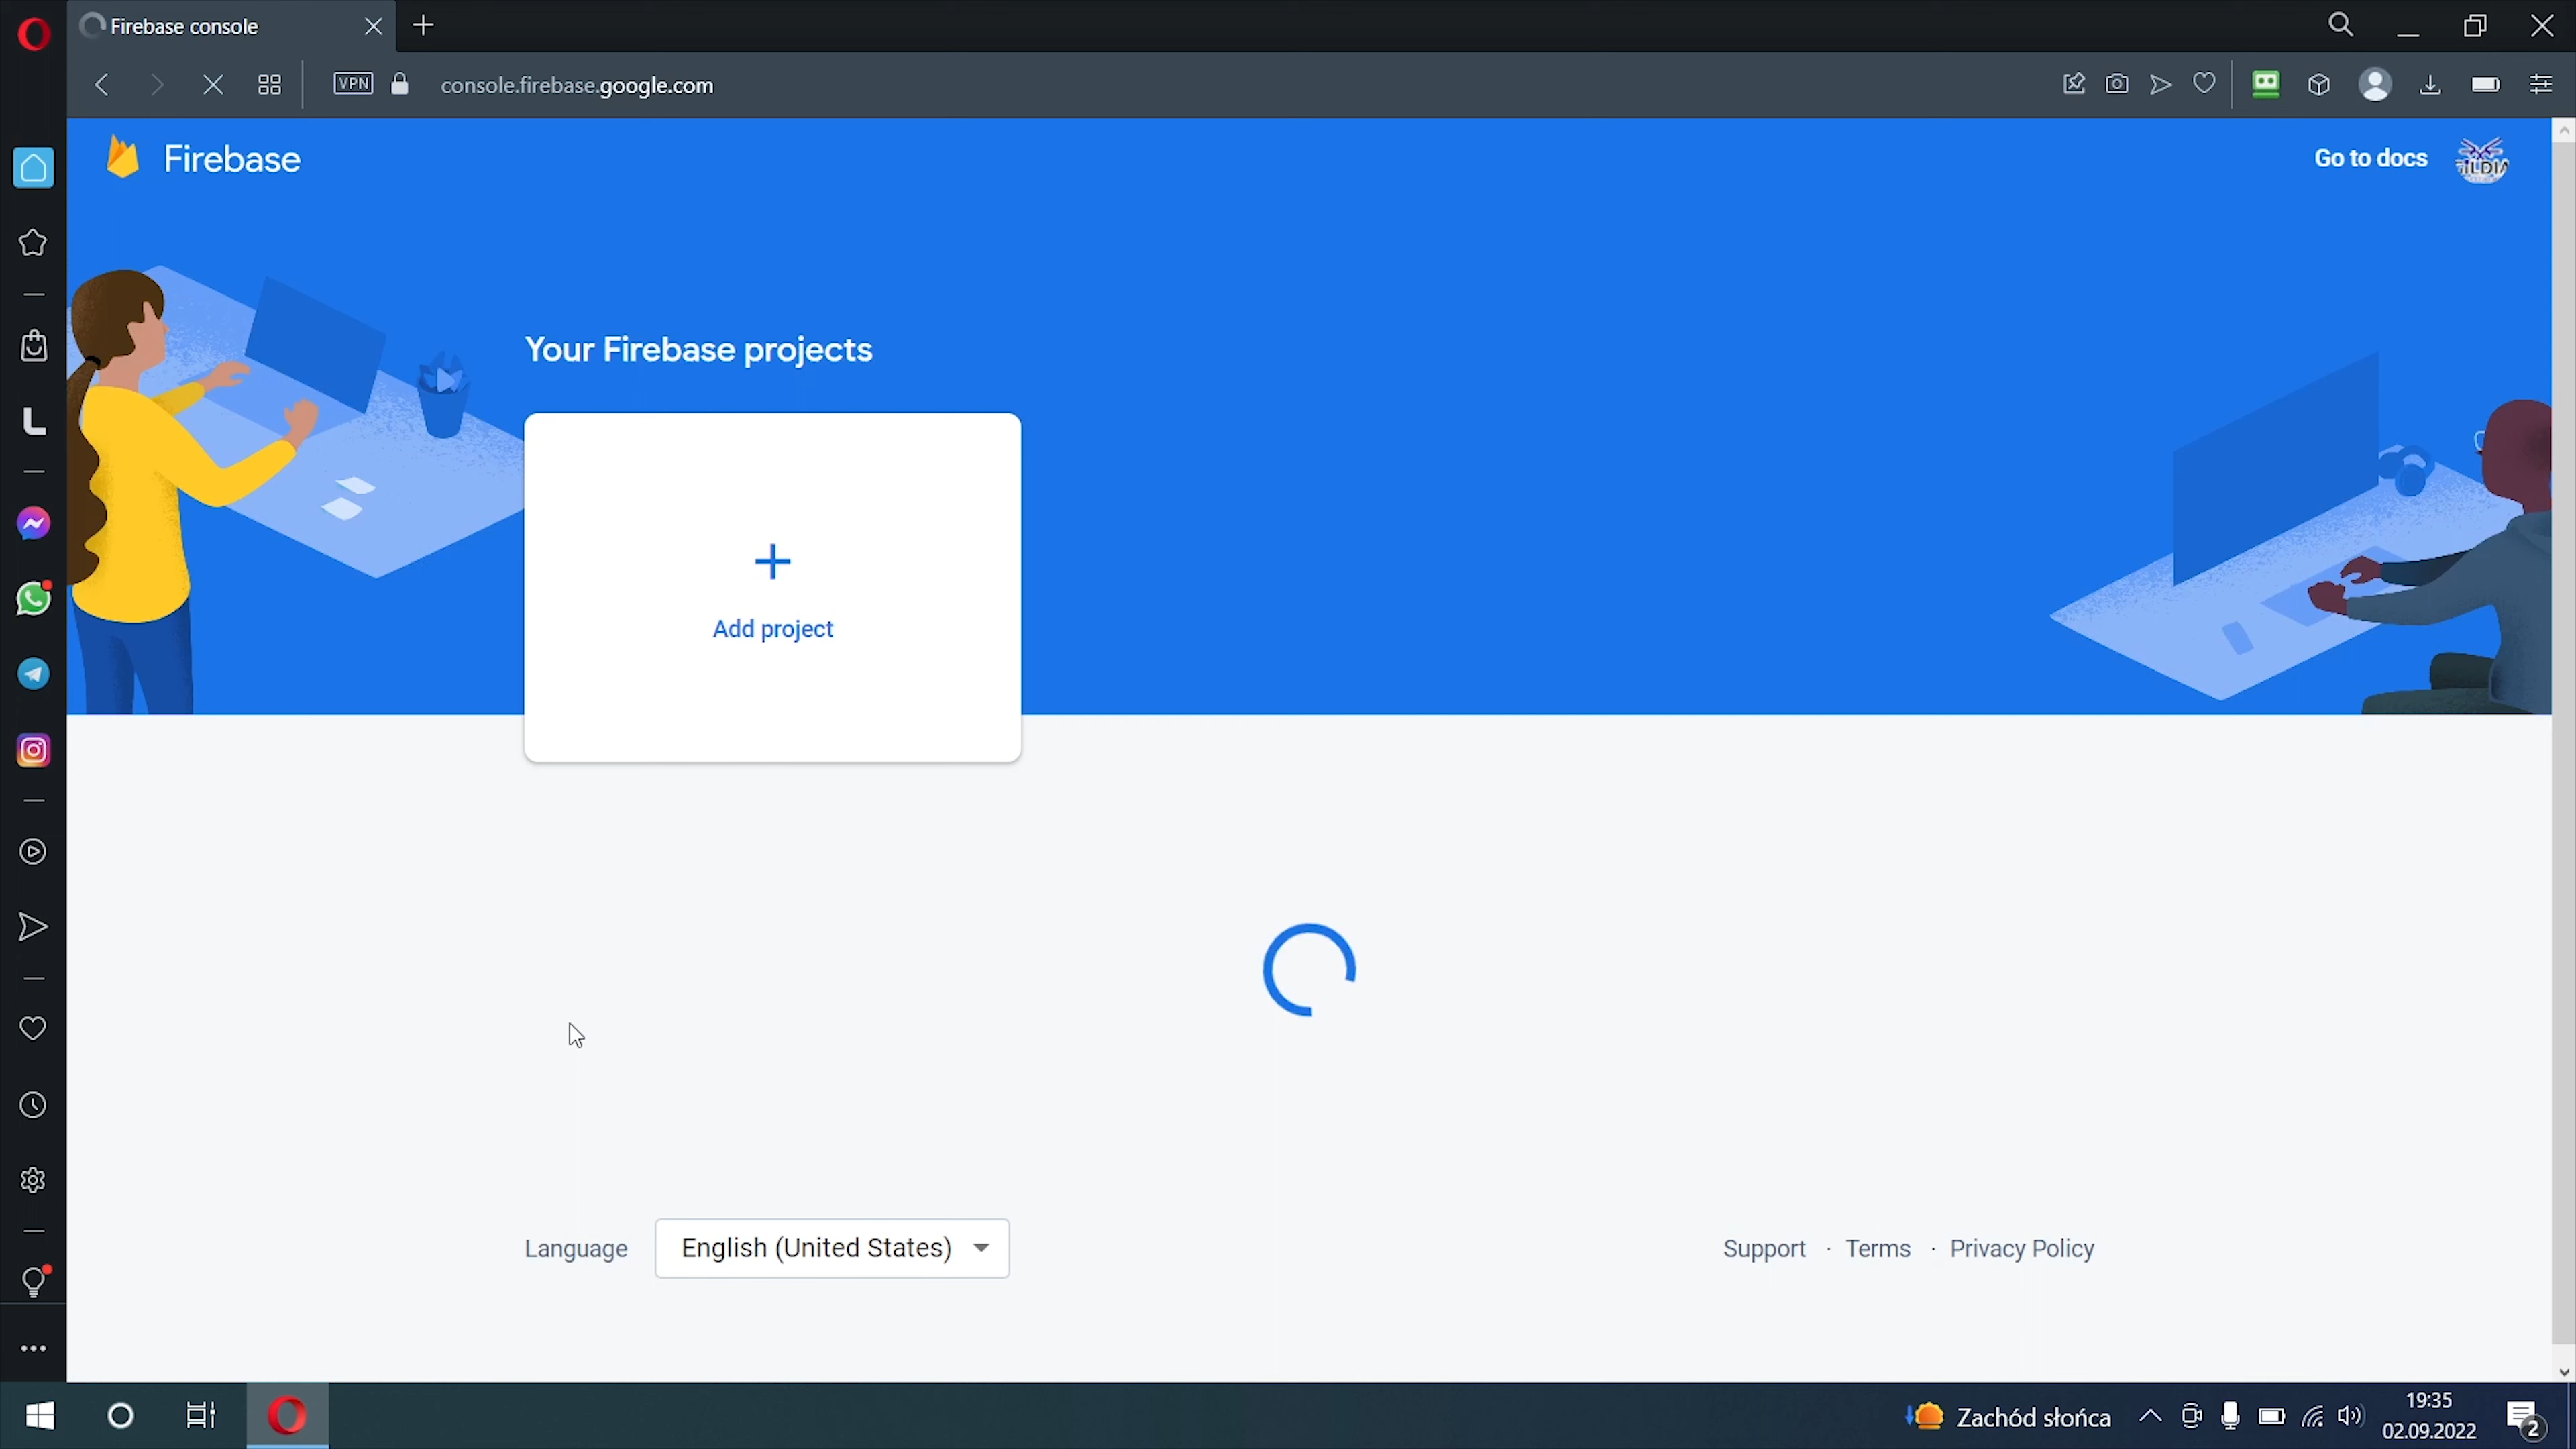 Firebase console
VPN
console.firebase.google.com
Firebase
Go to docs
Your Firebase projects
Add project
Language
English (United States)
Support · Terms · Privacy Policy
Zachód słońca
19:35
02.09.2022
2